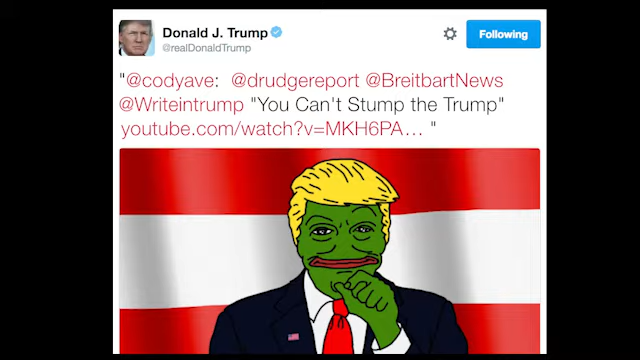 Donald J. Trump
@realDonaldTrump
Following
"@codyave: @drudgereport @BreitbartNews
@Writeintrump "You Can't Stump the Trump"
youtube.com/watch?v=MKH6PA… "